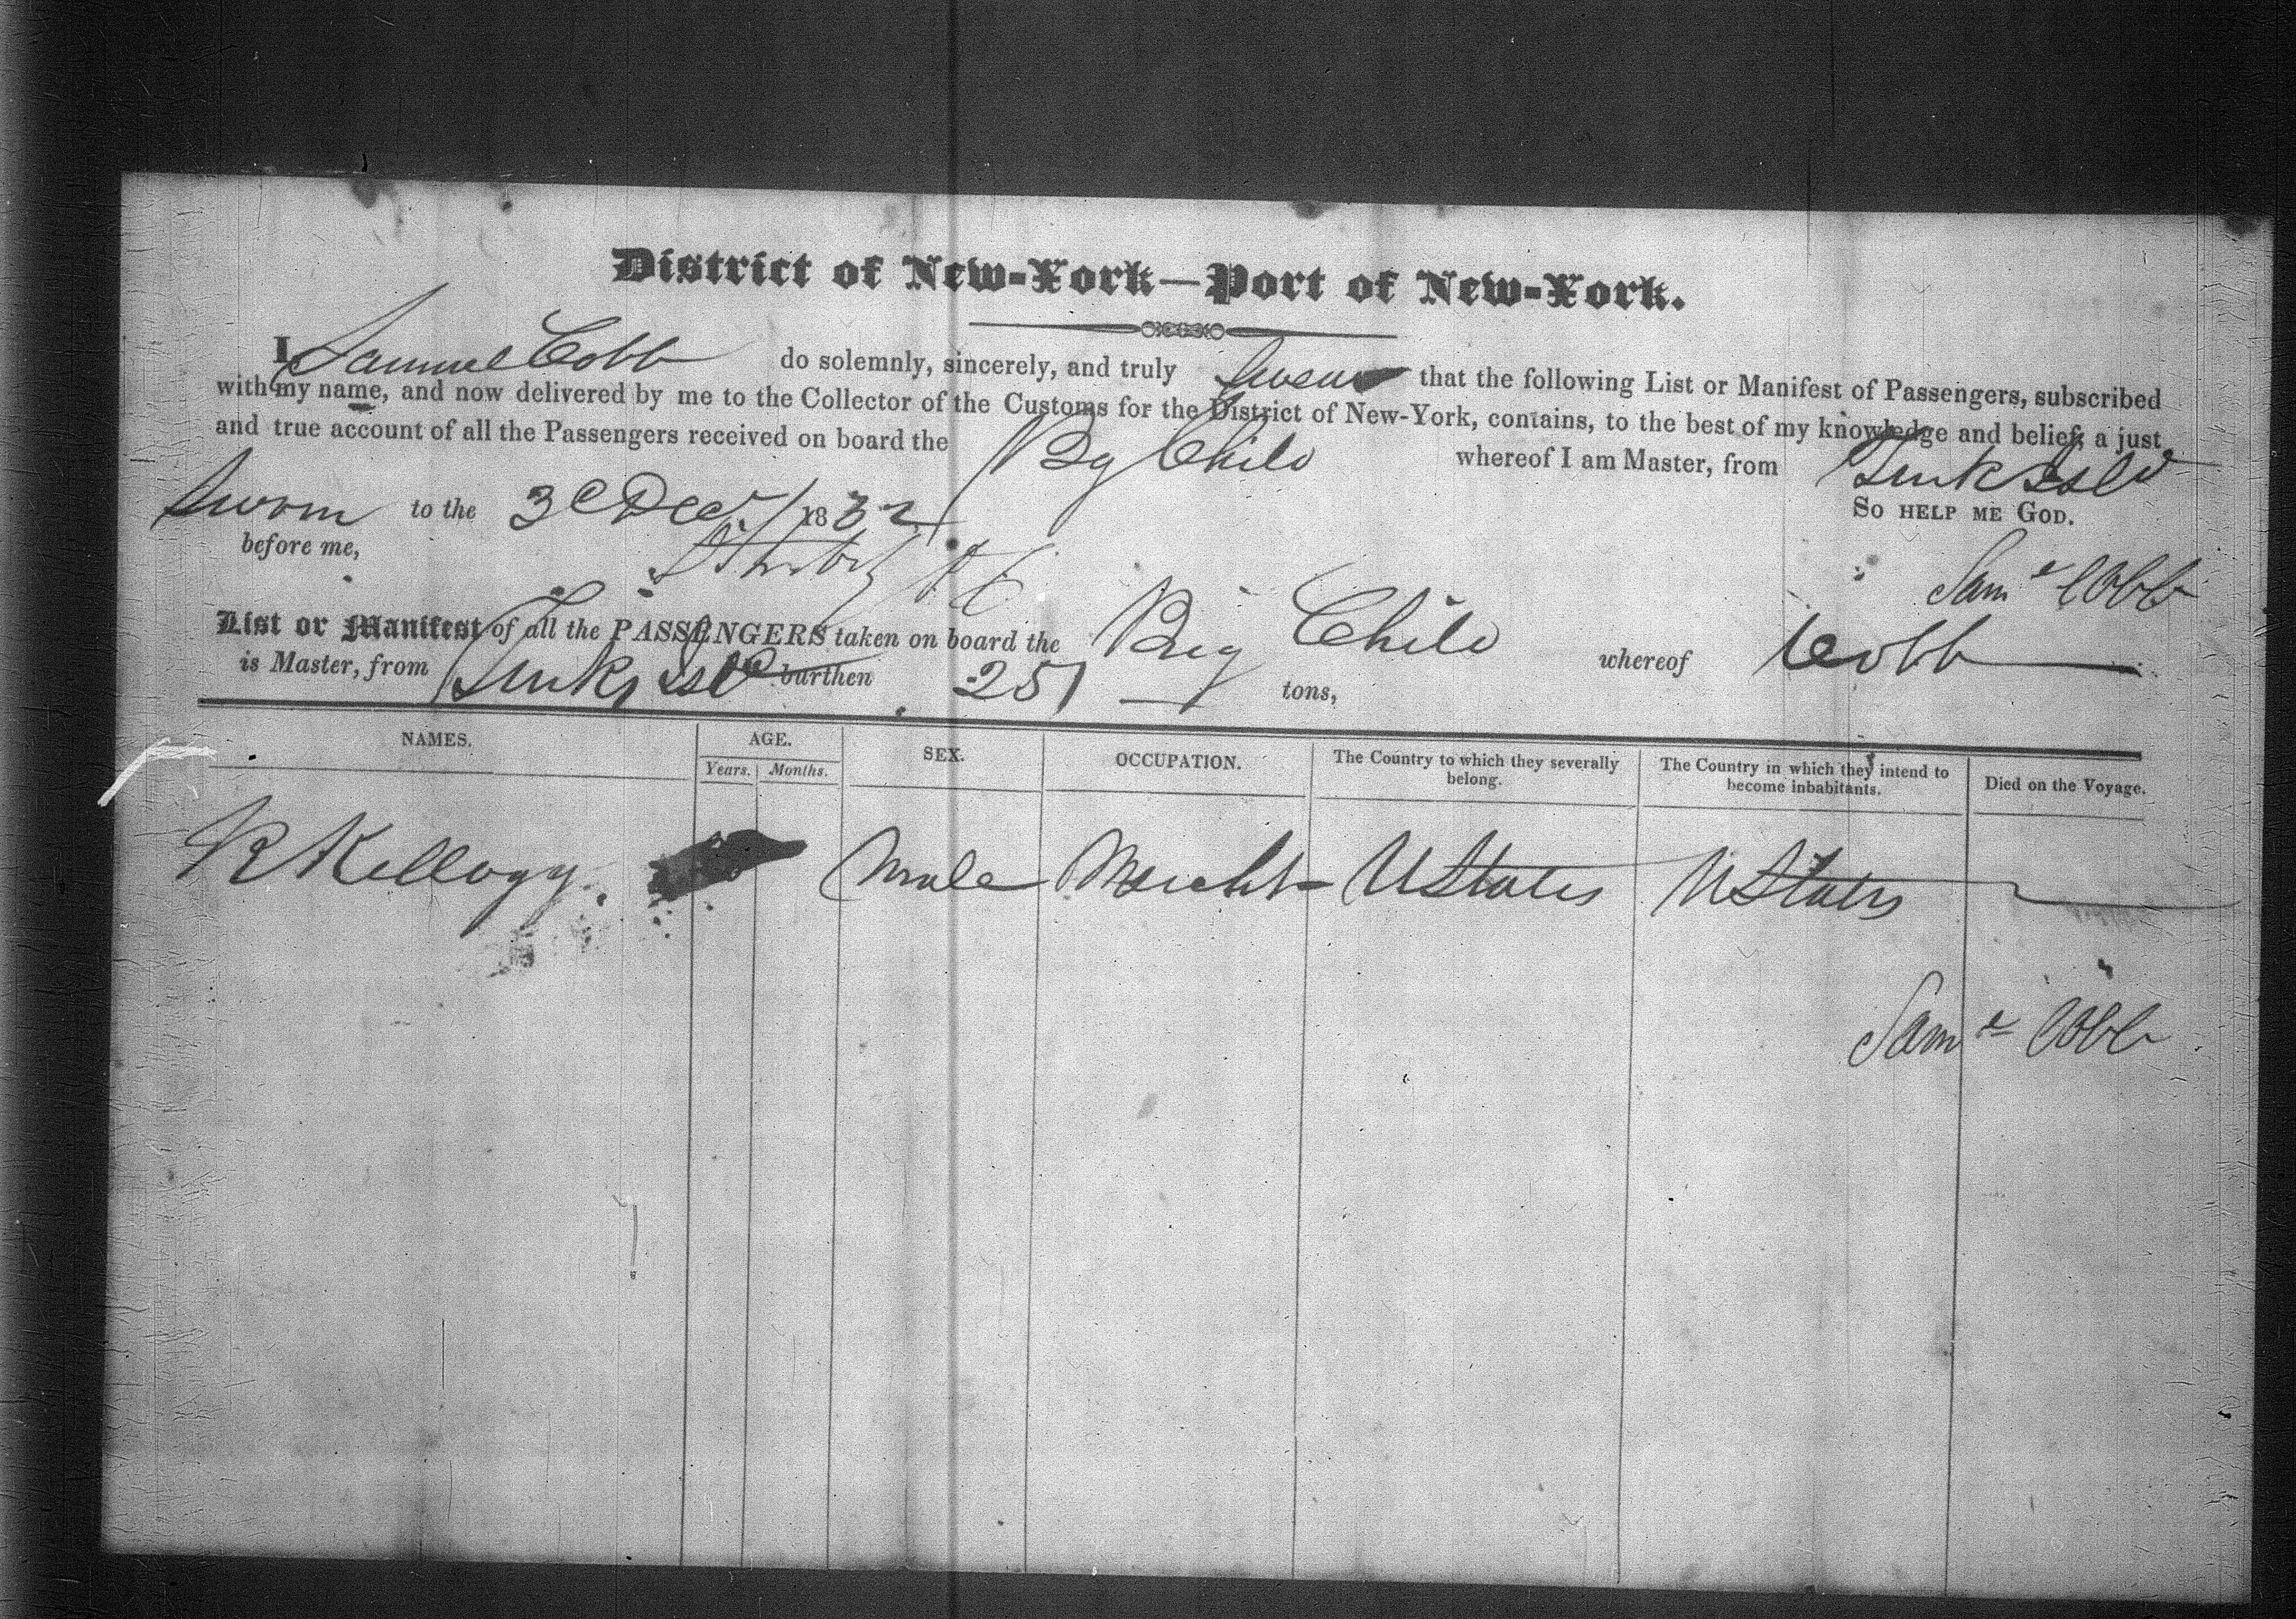 District of New-York—Port of New-York.
I Samuel Cobb do solemnly, sincerely, and truly swear that the following List or Manifest of Passengers, subscribed
with my name, and now delivered by me to the Collector of the Customs for the District of New-York, contains, to the best of my knowledge and belief, a just
and true account of all the Passengers received on board the Bg Chile whereof I am Master, from Turks Isld
Sworn to the 3 Decr 1832 So HELP ME GOD.
before me,
Saml Cobb
List or Manifest of all the PASSENGERS taken on board the Brig Chile whereof Cobb
is Master, from Turks Isld burthen 251 tons,
NAMES. AGE. SEX. OCCUPATION. The Country to which they severally belong. The Country in which they intend to become inhabitants. Died on the Voyage.
Years. Months.
R Kellogg Male Mercht UStates UStates
Saml Cobb